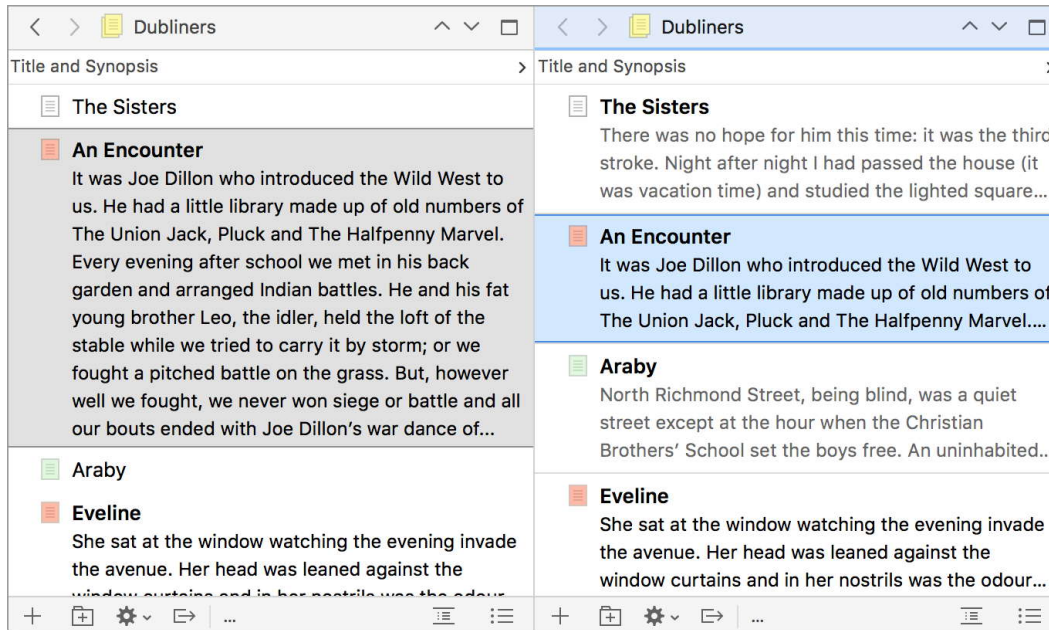 Dubliners
Title and Synopsis
The Sisters
An Encounter
It was Joe Dillon who introduced the Wild West to
us. He had a little library made up of old numbers of
The Union Jack, Pluck and The Halfpenny Marvel.
Every evening after school we met in his back
garden and arranged Indian battles. He and his fat
young brother Leo, the idler, held the loft of the
stable while we tried to carry it by storm; or we
fought a pitched battle on the grass. But, however
well we fought, we never won siege or battle and all
our bouts ended with Joe Dillon’s war dance of...
Araby
Eveline
She sat at the window watching the evening invade
the avenue. Her head was leaned against the
window curtains and in her nostrils was the odour
...
Dubliners
Title and Synopsis
The Sisters
There was no hope for him this time: it was the third
stroke. Night after night I had passed the house (it
was vacation time) and studied the lighted square...
An Encounter
It was Joe Dillon who introduced the Wild West to
us. He had a little library made up of old numbers of
The Union Jack, Pluck and The Halfpenny Marvel....
Araby
North Richmond Street, being blind, was a quiet
street except at the hour when the Christian
Brothers’ School set the boys free. An uninhabited..
Eveline
She sat at the window watching the evening invade
the avenue. Her head was leaned against the
window curtains and in her nostrils was the odour...
...